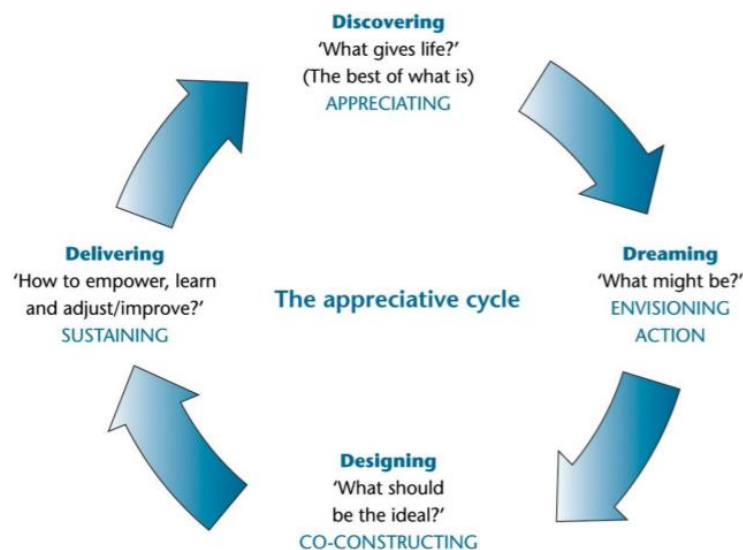 Discovering
‘What gives life?’
(The best of what is)
APPRECIATING
Dreaming
‘What might be?’
ENVISIONING
ACTION
Designing
‘What should
be the ideal?’
CO-CONSTRUCTING
Delivering
‘How to empower, learn
and adjust/improve?’
SUSTAINING
The appreciative cycle